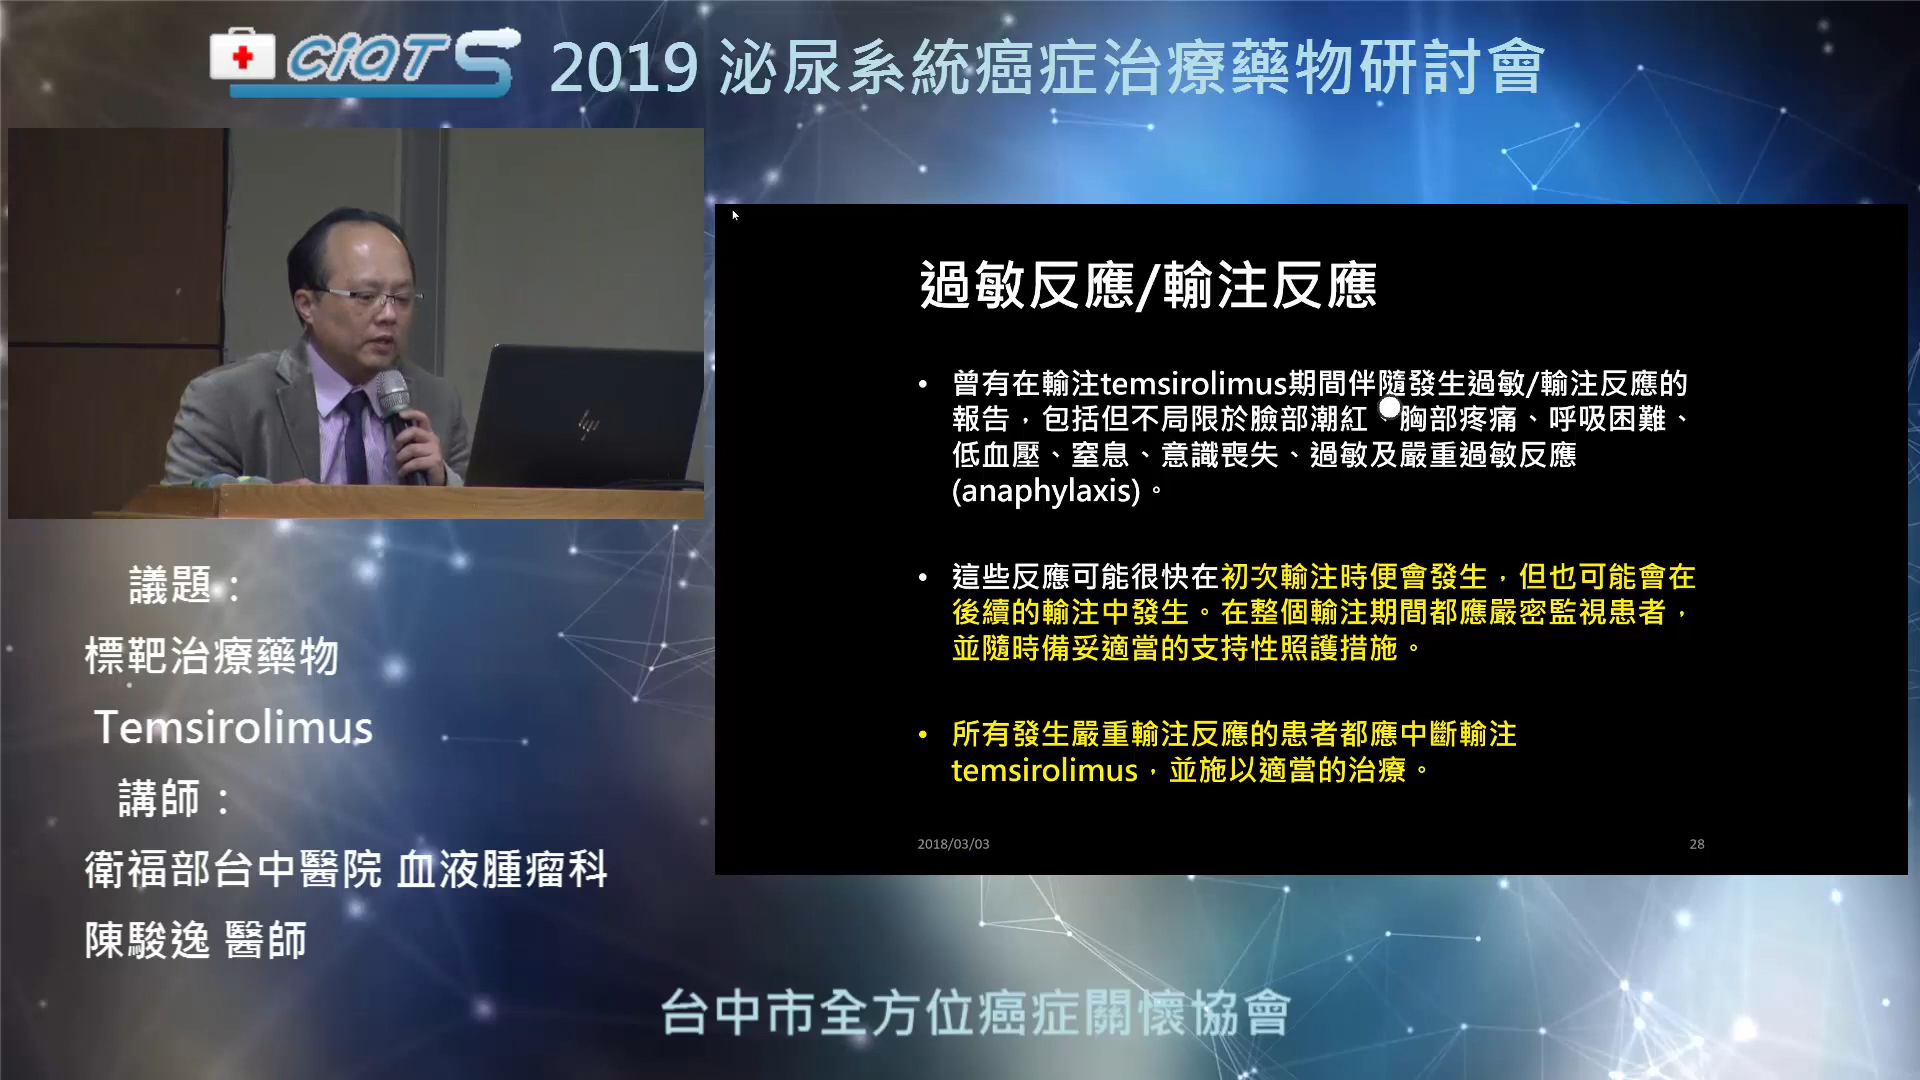 CiQTS 2019 泌尿系統癌症治療藥物研討會
過敏反應/輸注反應
• 曾有在輸注temsirolimus期間伴隨發生過敏/輸注反應的
報告，包括但不局限於臉部潮紅、胸部疼痛、呼吸困難、
低血壓、窒息、意識喪失、過敏及嚴重過敏反應
(anaphylaxis)。
• 這些反應可能很快在初次輸注時便會發生，但也可能會在
後續的輸注中發生。在整個輸注期間都應嚴密監視患者，
並隨時備妥適當的支持性照護措施。
• 所有發生嚴重輸注反應的患者都應中斷輸注
temsirolimus，並施以適當的治療。
2018/03/03
28
hp
議題：
標靶治療藥物
Temsirolimus
講師：
衛福部台中醫院 血液腫瘤科
陳駿逸 醫師
台中市全方位癌症關懷協會